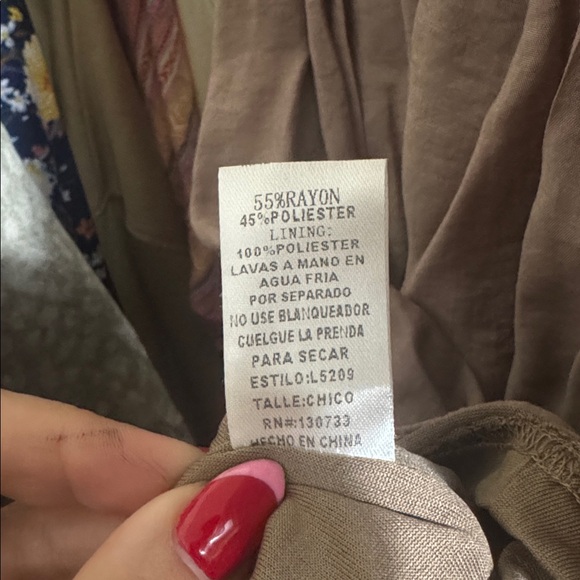 55%RAYON
45%POLIESTER
LINING:
100%POLIESTER
LAVAS A MANO EN
AGUA FRIA
POR SEPARADO
NO USE BLANQUEADOR
CUELGUE LA PRENDA
PARA SECAR
ESTILO:L5209
TALLE:CHICO
RN#:130733
HECHO EN CHINA